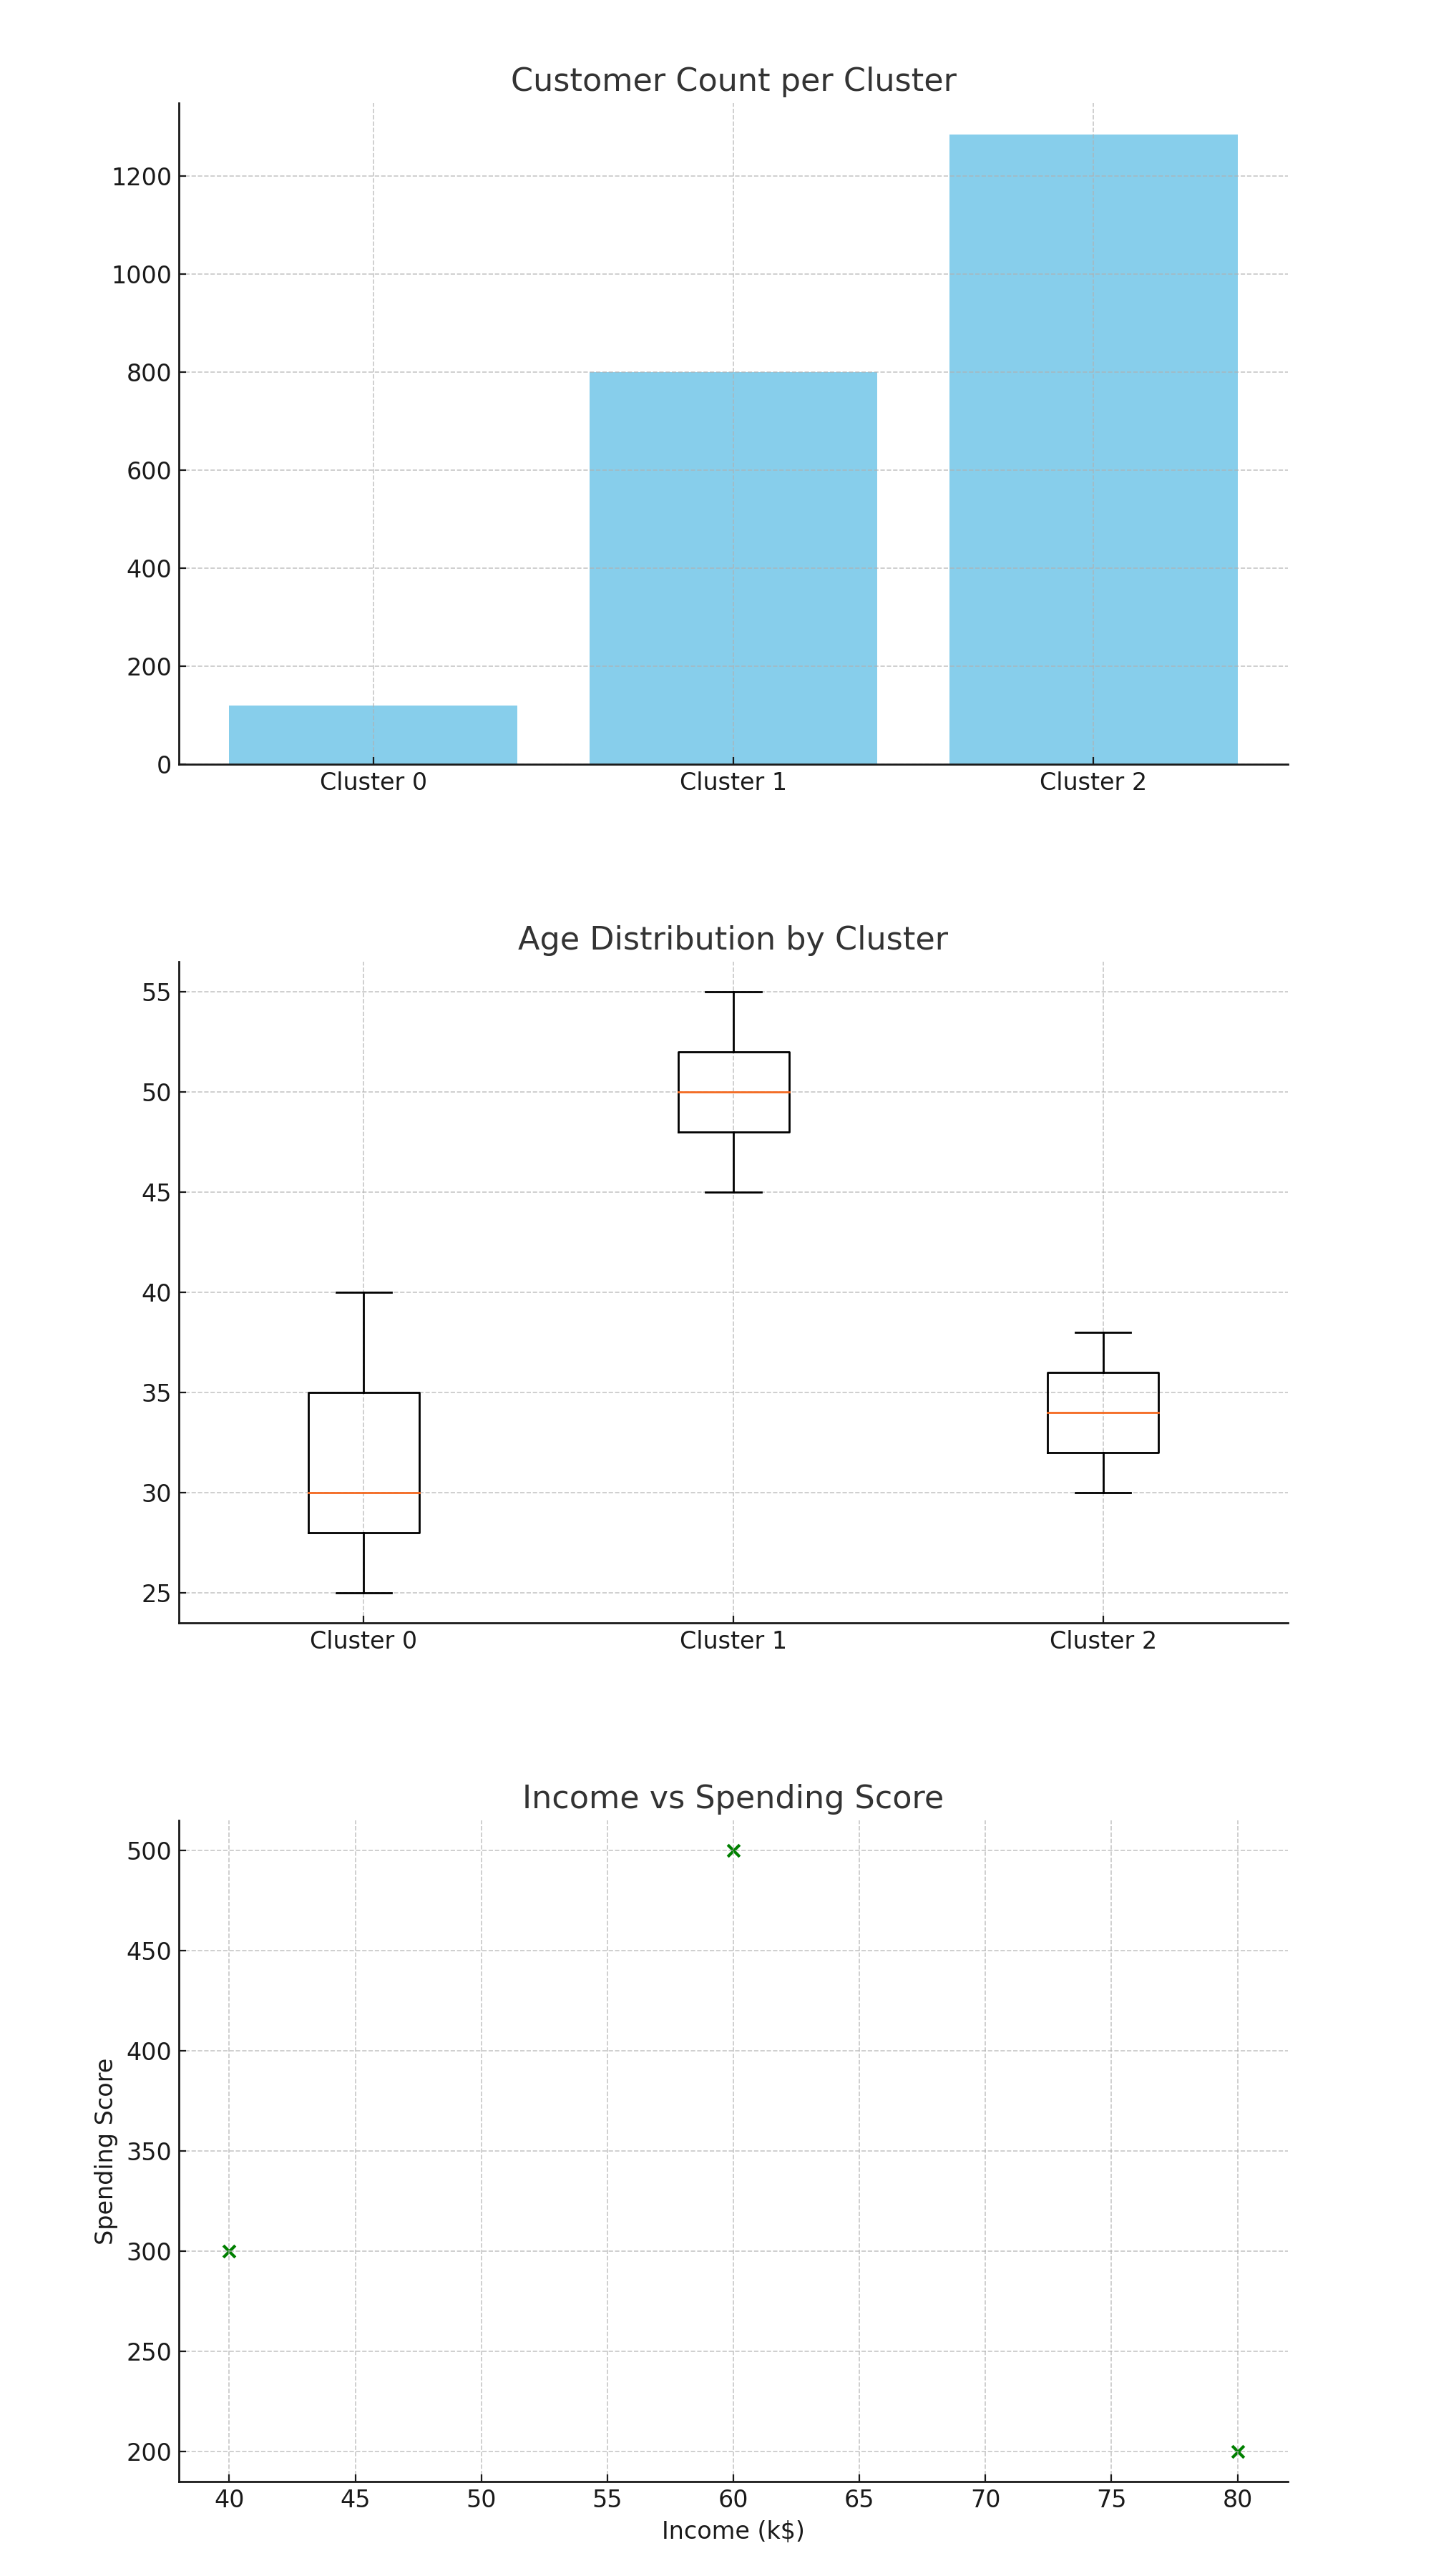 Customer Count per Cluster
1200
1000
800
600
400
200
0
Cluster 0 Cluster 1 Cluster 2
Age Distribution by Cluster
55
50
45
40
35
30
25
Cluster 0 Cluster 1 Cluster 2
Income vs Spending Score
Spending Score
500
450
400
350
300
250
200
40 45 50 55 60 65 70 75 80
Income (k$)